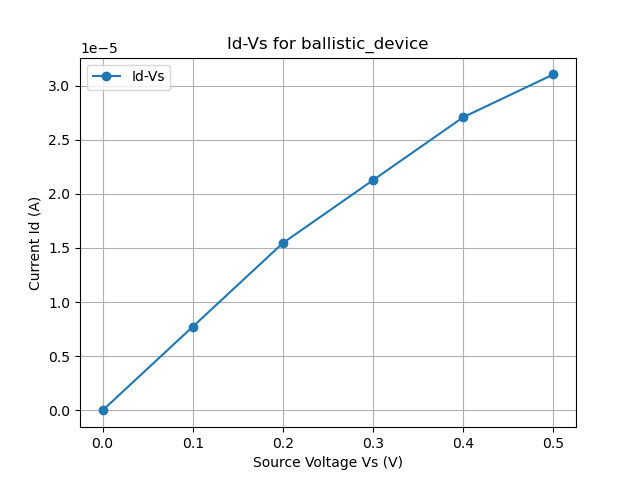 Id-Vs for ballistic_device
1e−5
Id-Vs
3.0
2.5
2.0
1.5
1.0
0.5
0.0
Current Id (A)
0.0 0.1 0.2 0.3 0.4 0.5
Source Voltage Vs (V)